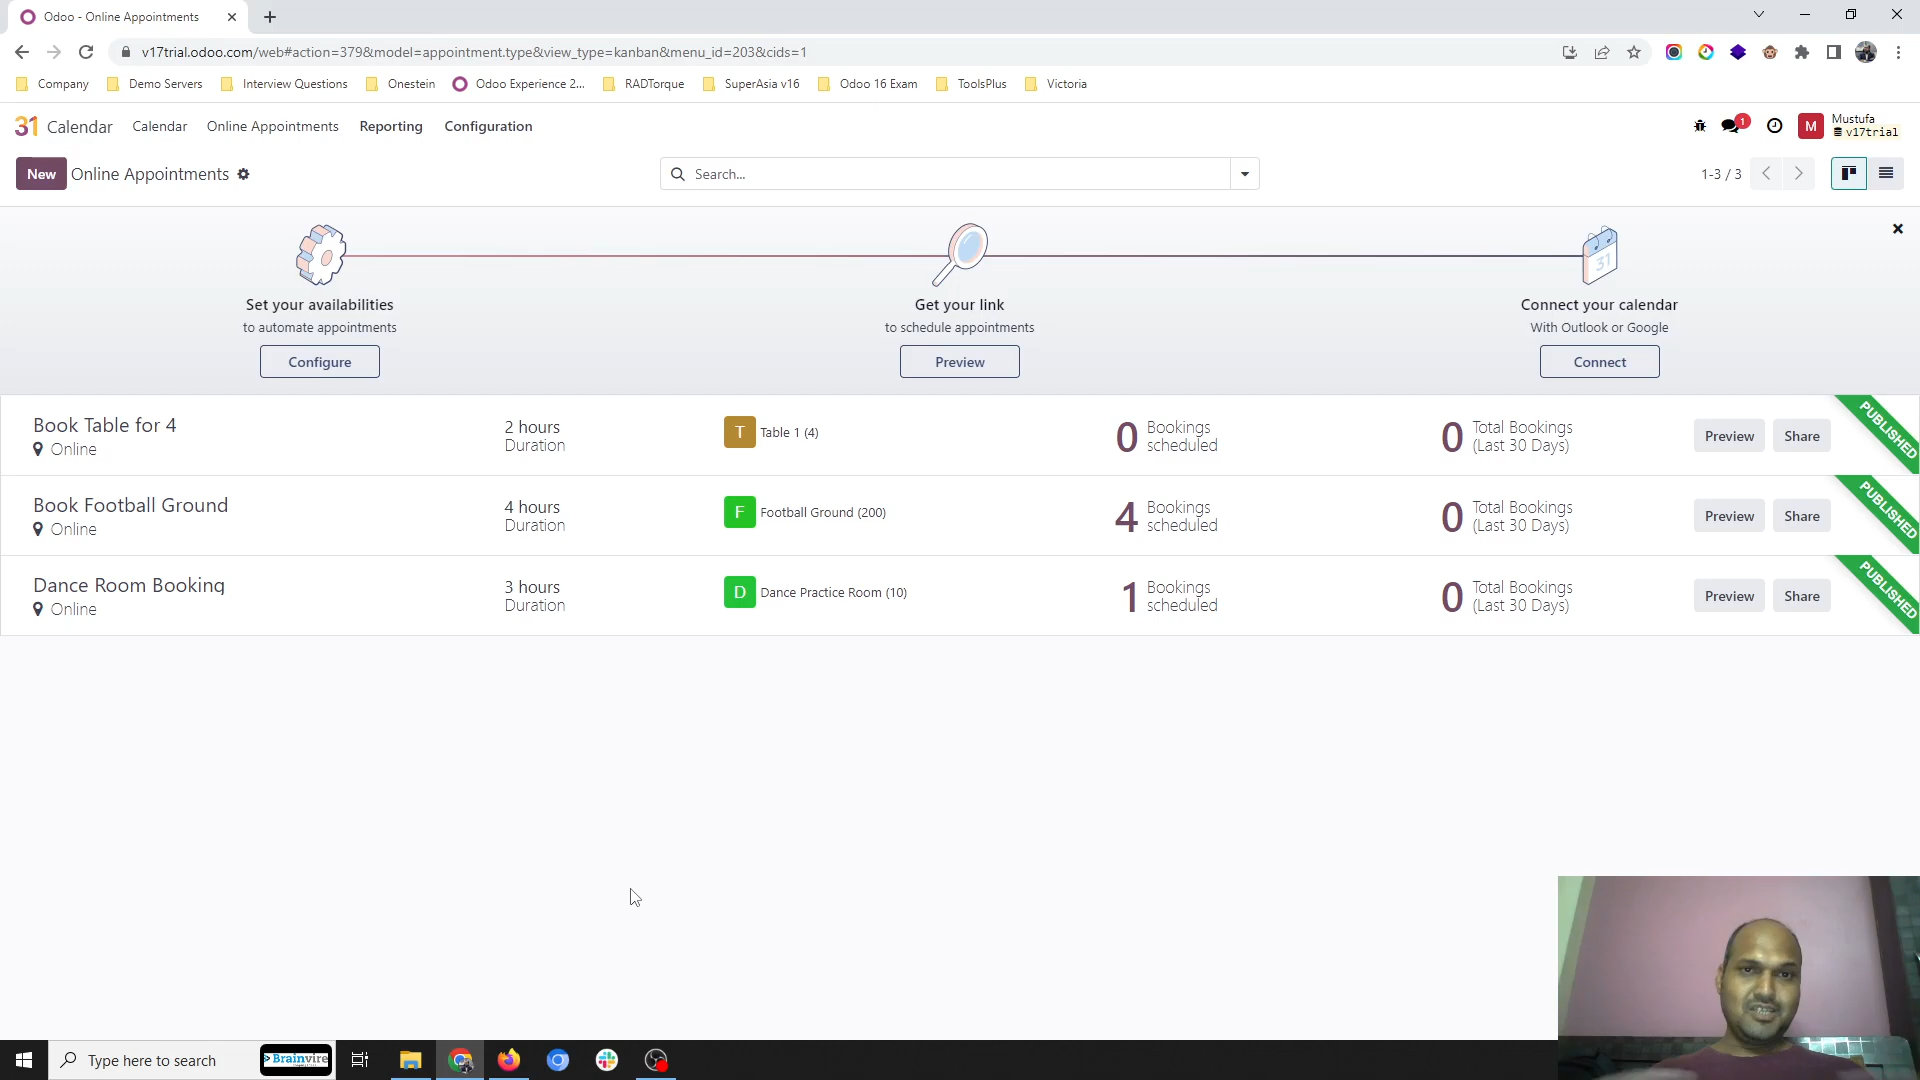 Odoo - Online Appointments
v17trial.odoo.com/web#action=379&model=appointment.type&view_type=kanban&menu_id=203&cids=1
Company Demo Servers Interview Questions Onestein Odoo Experience 2... RADTorque SuperAsia v16 Odoo 16 Exam ToolsPlus Victoria
31 Calendar Calendar Online Appointments Reporting Configuration 1 M Mustufa
v17trial
New Online Appointments Search... 1-3 / 3
31
Set your availabilities Get your link Connect your calendar
to automate appointments to schedule appointments With Outlook or Google
Configure Preview Connect
Book Table for 4 2 hours T Table 1 (4) 0 Bookings 0 Total Bookings Preview Share PUBLISHED
Online Duration scheduled (Last 30 Days)
Book Football Ground 4 hours F Football Ground (200) 4 Bookings 0 Total Bookings Preview Share PUBLISHED
Online Duration scheduled (Last 30 Days)
Dance Room Booking 3 hours D Dance Practice Room (10) 1 Bookings 0 Total Bookings Preview Share PUBLISHED
Online Duration scheduled (Last 30 Days)
Type here to search Brainvire